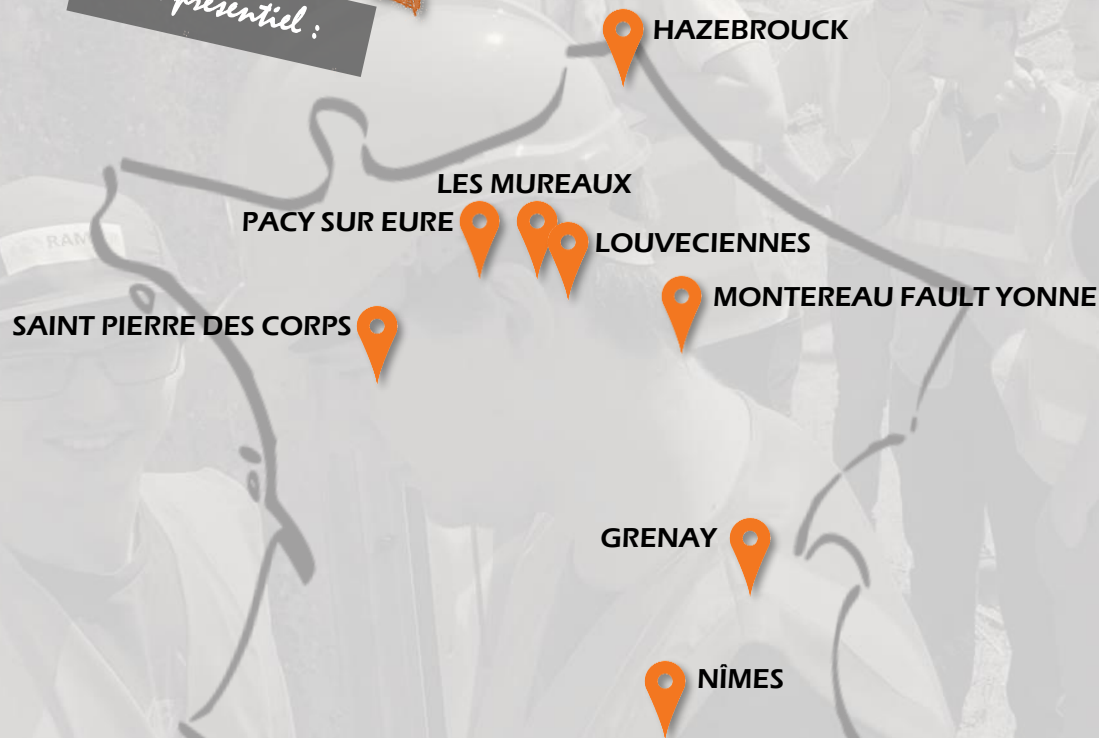 présentiel :
HAZEBROUCK
LES MUREAUX
PACY SUR EURE
LOUVECIENNES
MONTEREAU FAULT YONNE
SAINT PIERRE DES CORPS
GRENAY
NÎMES